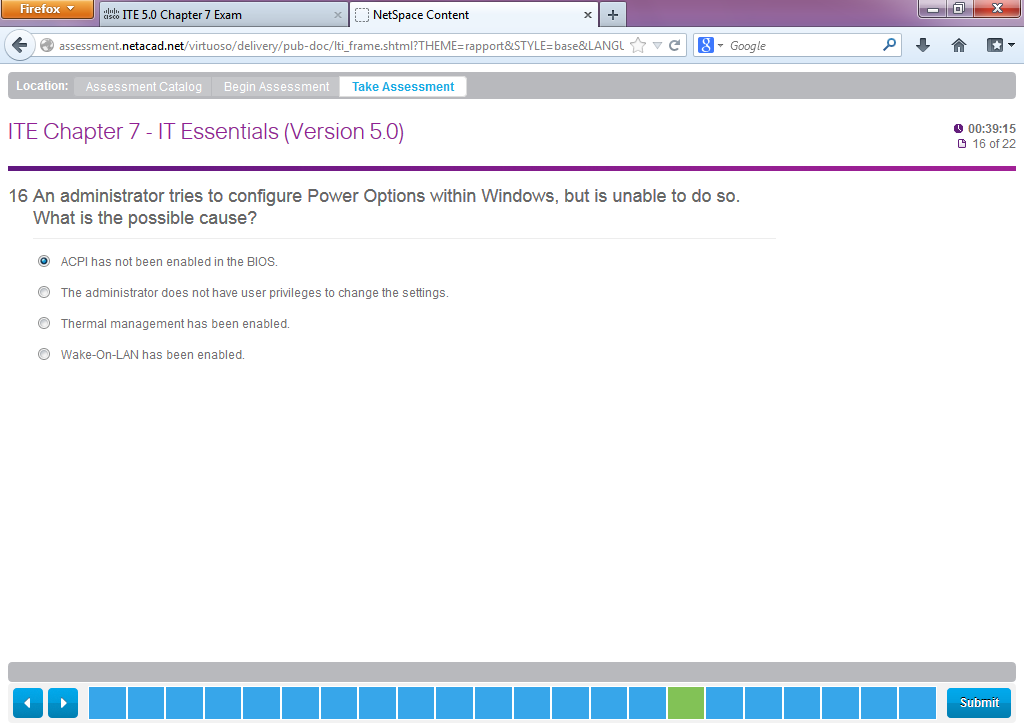 Firefox
cisco ITE 5.0 Chapter 7 Exam
NetSpace Content
assessment.netacad.net/virtuoso/delivery/pub-doc/lti_frame.shtml?THEME=rapport&STYLE=base&LANGU
8 Google
Location: Assessment Catalog Begin Assessment Take Assessment
ITE Chapter 7 - IT Essentials (Version 5.0)
00:39:15
16 of 22
16 An administrator tries to configure Power Options within Windows, but is unable to do so.
What is the possible cause?
ACPI has not been enabled in the BIOS.
The administrator does not have user privileges to change the settings.
Thermal management has been enabled.
Wake-On-LAN has been enabled.
Submit